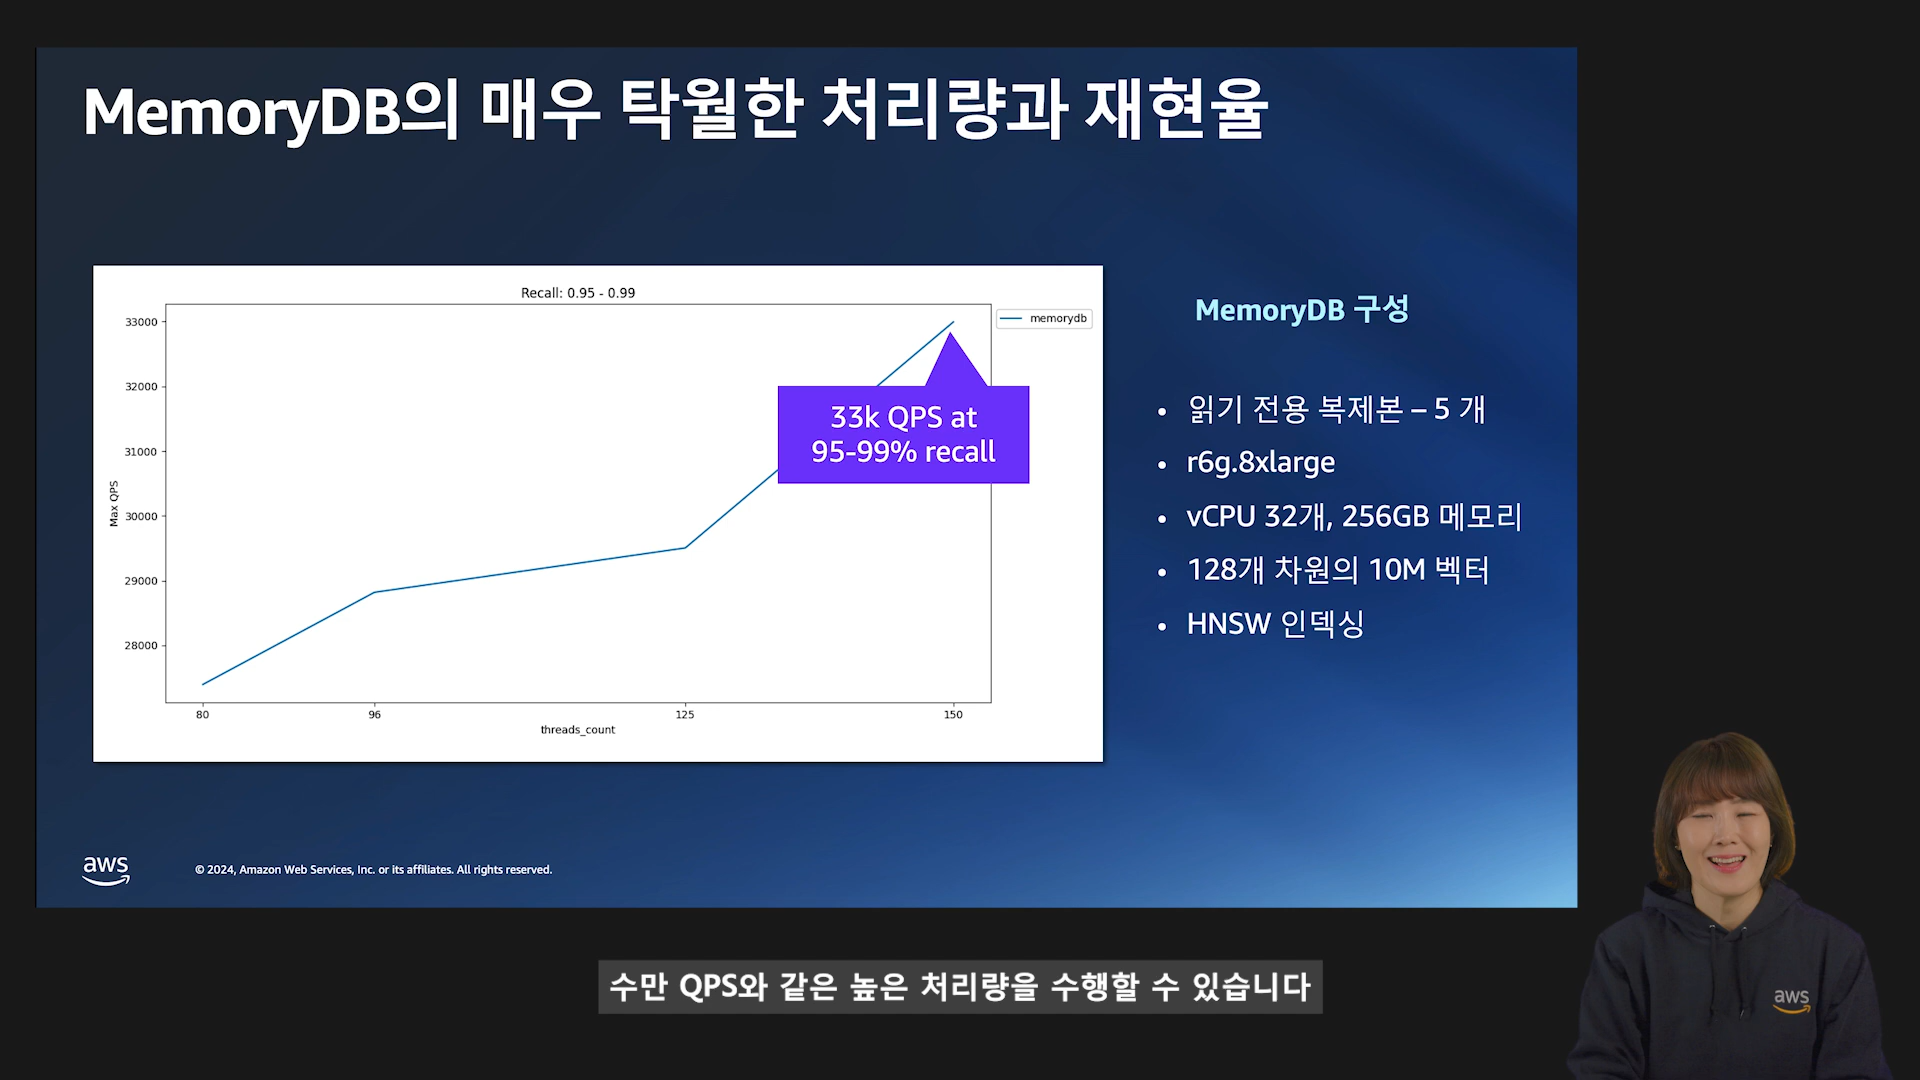 MemoryDB의 매우 탁월한 처리량과 재현율
Recall: 0.95 - 0.99
memorydb
33000
32000
31000
30000
29000
28000
Max QPS
33k QPS at
95-99% recall
80 96 125 150
threads_count
MemoryDB 구성
• 읽기 전용 복제본 – 5 개
• r6g.8xlarge
• vCPU 32개, 256GB 메모리
• 128개 차원의 10M 벡터
• HNSW 인덱싱
aws
© 2024, Amazon Web Services, Inc. or its affiliates. All rights reserved.
aws
수만 QPS와 같은 높은 처리량을 수행할 수 있습니다